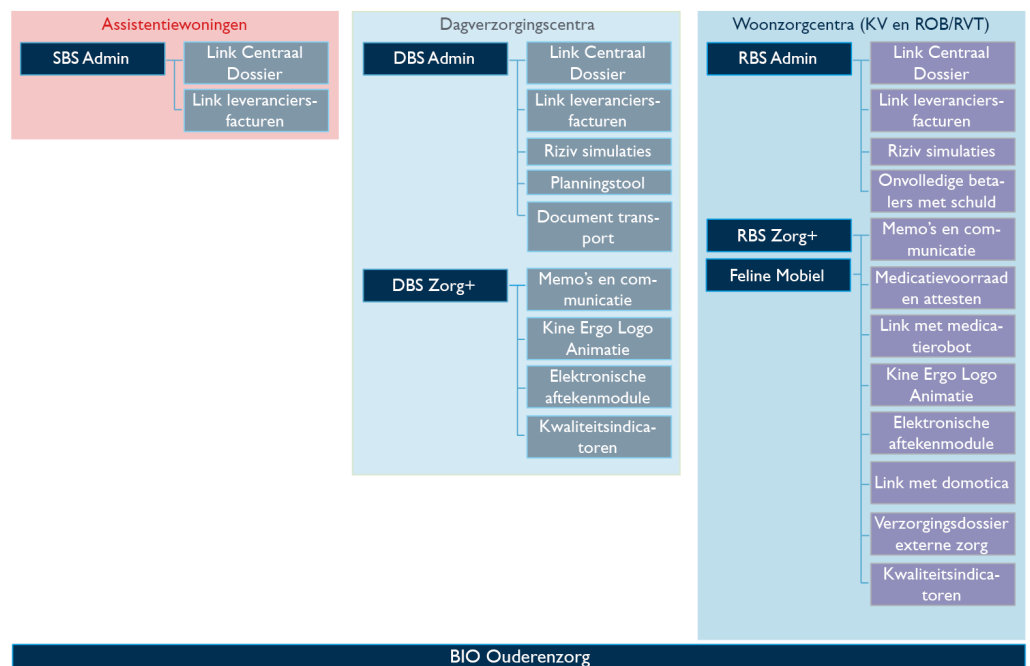 Assistentiewoningen
SBS Admin
Link Centraal
Dossier
Link leveranciers-
facturen
Dagverzorgingscentra
DBS Admin
Link Centraal
Dossier
Link leveranciers-
facturen
Riziv simulaties
Planningstool
Document trans-
port
DBS Zorg+
Memo's en com-
municatie
Kine Ergo Logo
Animatie
Elektronische
aftekenmodule
Kwaliteitsindica-
toren
Woonzorgcentra (KV en ROB/RVT)
RBS Admin
Link Centraal
Dossier
Link leveranciers-
facturen
Riziv simulaties
Onvolledige beta-
lers met schuld
RBS Zorg+
Feline Mobiel
Memo's en com-
municatie
Medicatievoorraad
en attesten
Link met medica-
tierobot
Kine Ergo Logo
Animatie
Elektronische
aftekenmodule
Link met domotica
Verzorgingsdossier
externe zorg
Kwaliteitsindica-
toren
BIO Ouderenzorg